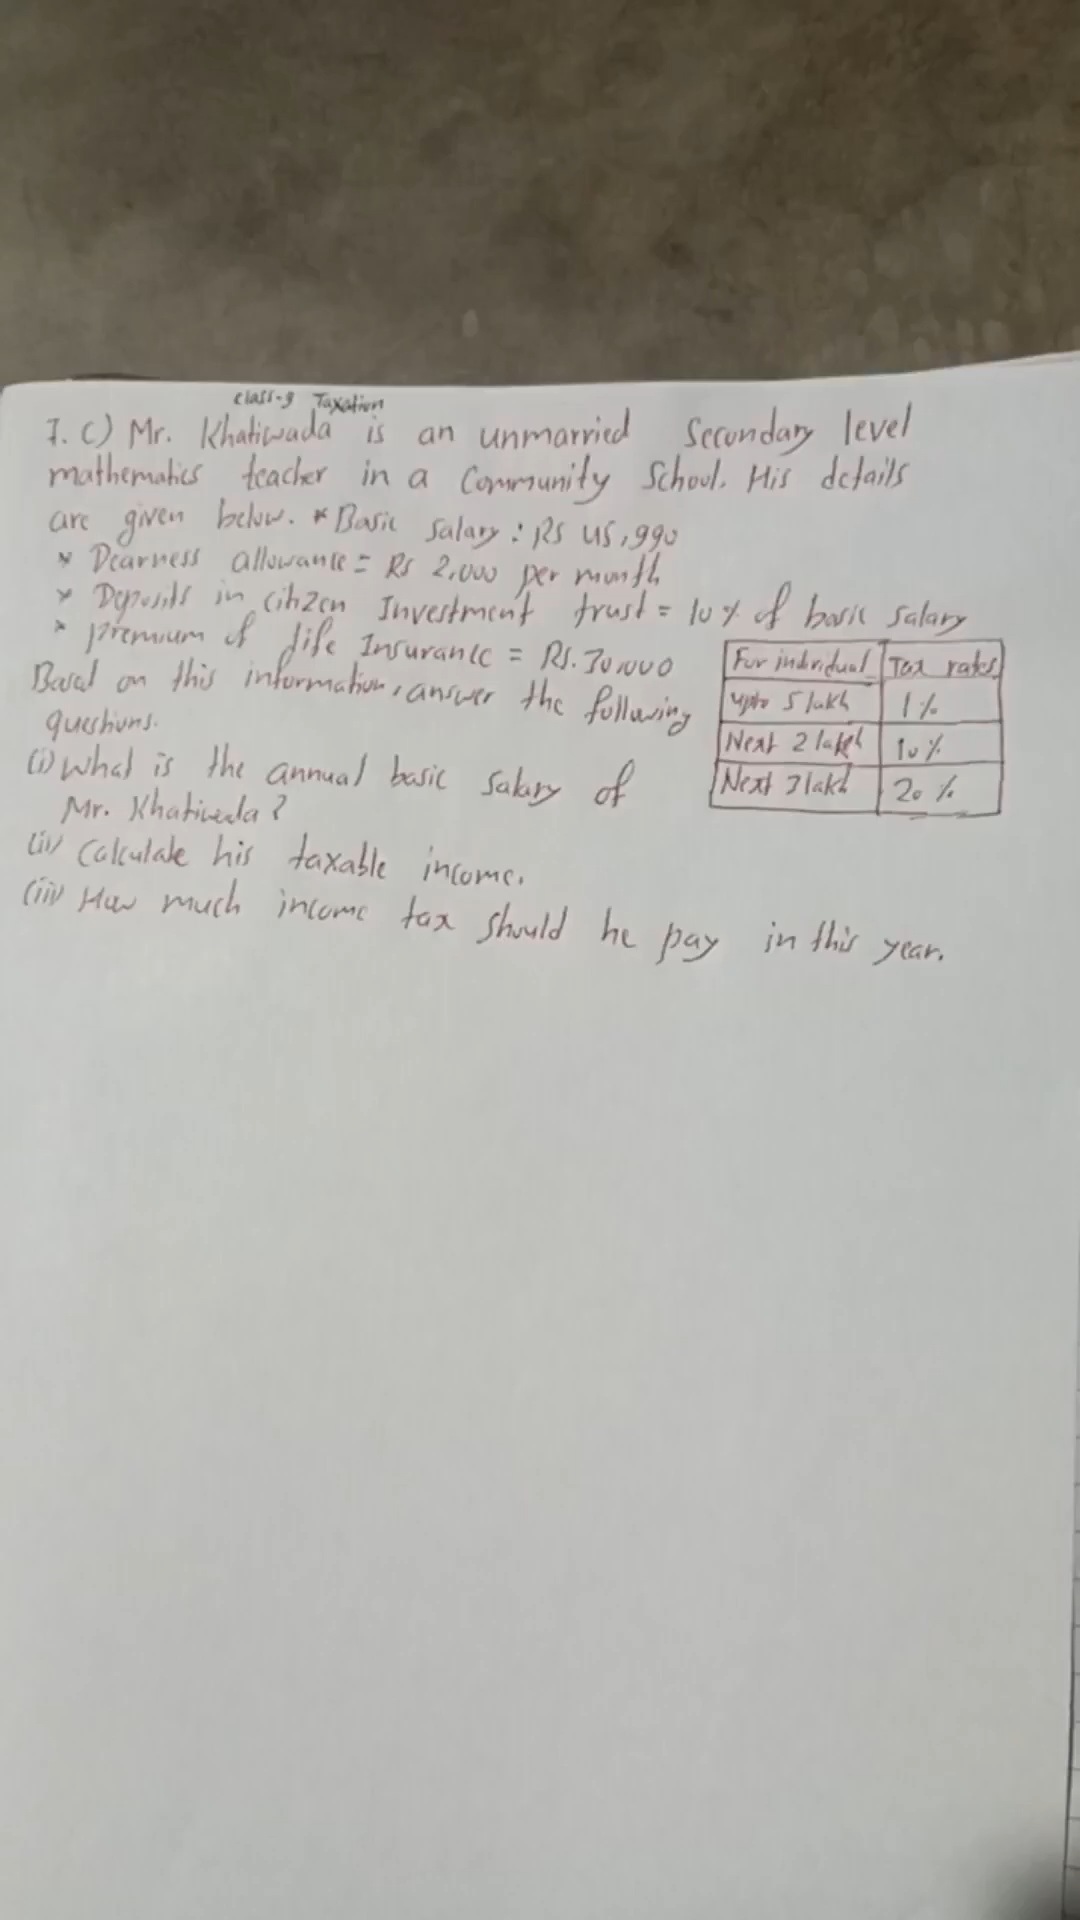 class-9 Taxation
7. c) Mr. Khatiwada is an unmarried Secondary level
mathematics teacher in a Community School. His details
are given below. * Basic salary : Rs 45,990
* Dearness allowance = Rs 2,000 per month
* Deposits in citizen Investment trust = 10% of basic salary
* premium of life Insurance = Rs. 30,000
Based on this information, answer the following
questions.
For individual Tax rates
upto 5 lakh 1%
Next 2 lakh 10%
Next 3 lakh 20%
(i) What is the annual basic salary of
Mr. Khatiwada?
(ii) Calculate his taxable income.
(iii) How much income tax should he pay in this year.